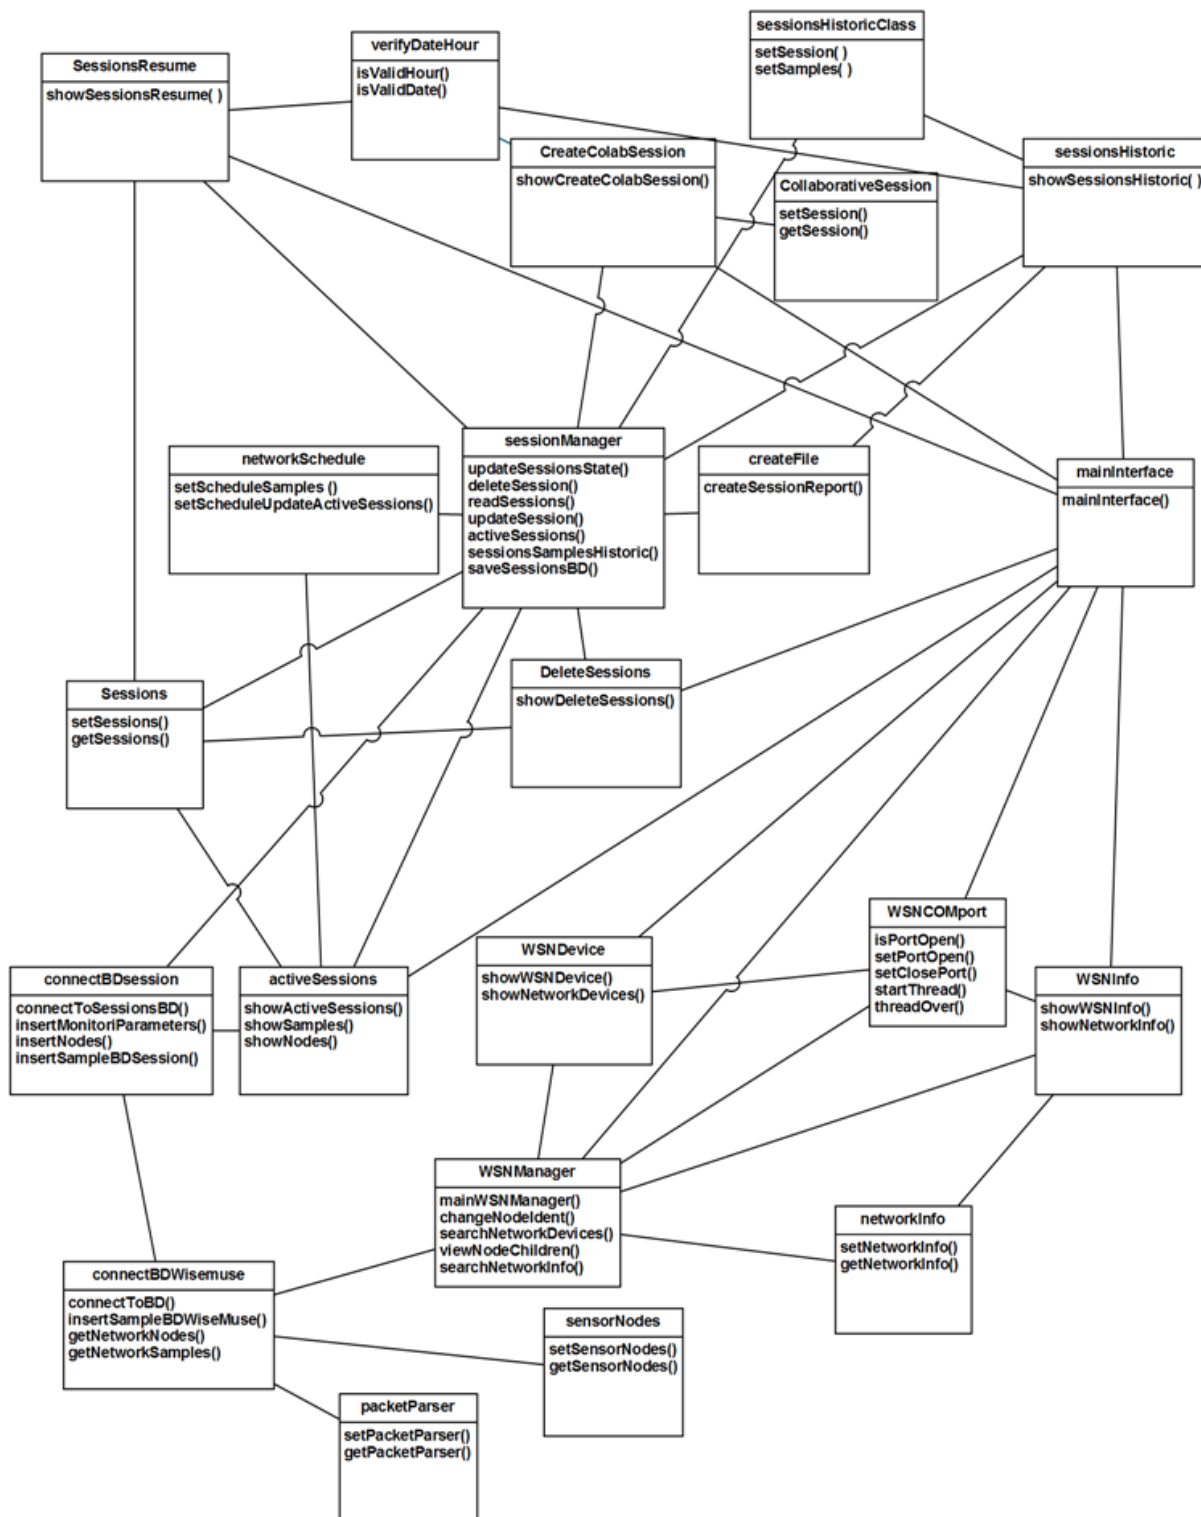 sessionsHistoricClass
setSession( )
setSamples( )
verifyDateHour
isValidHour()
isValidDate()
SessionsResume
showSessionsResume( )
CreateColabSession
showCreateColabSession()
sessionsHistoric
showSessionsHistoric( )
CollaborativeSession
setSession()
getSession()
sessionManager
updateSessionsState()
deleteSession()
readSessions()
updateSession()
activeSessions()
sessionsSamplesHistoric()
saveSessionsBD()
networkSchedule
setScheduleSamples ()
setScheduleUpdateActiveSessions()
createFile
createSessionReport()
mainInterface
mainInterface()
DeleteSessions
showDeleteSessions()
Sessions
setSessions()
getSessions()
WSNCOMport
isPortOpen()
setPortOpen()
setClosePort()
startThread()
threadOver()
WSNDevice
showWSNDevice()
showNetworkDevices()
connectBDsession
connectToSessionsBD()
insertMonitoriParameters()
insertNodes()
insertSampleBDSession()
activeSessions
showActiveSessions()
showSamples()
showNodes()
WSNInfo
showWSNInfo()
showNetworkInfo()
WSNManager
mainWSNManager()
changeNodeIdent()
searchNetworkDevices()
viewNodeChildren()
searchNetworkInfo()
networkInfo
setNetworkInfo()
getNetworkInfo()
connectBDWisemuse
connectToBD()
insertSampleBDWiseMuse()
getNetworkNodes()
getNetworkSamples()
sensorNodes
setSensorNodes()
getSensorNodes()
packetParser
setPacketParser()
getPacketParser()